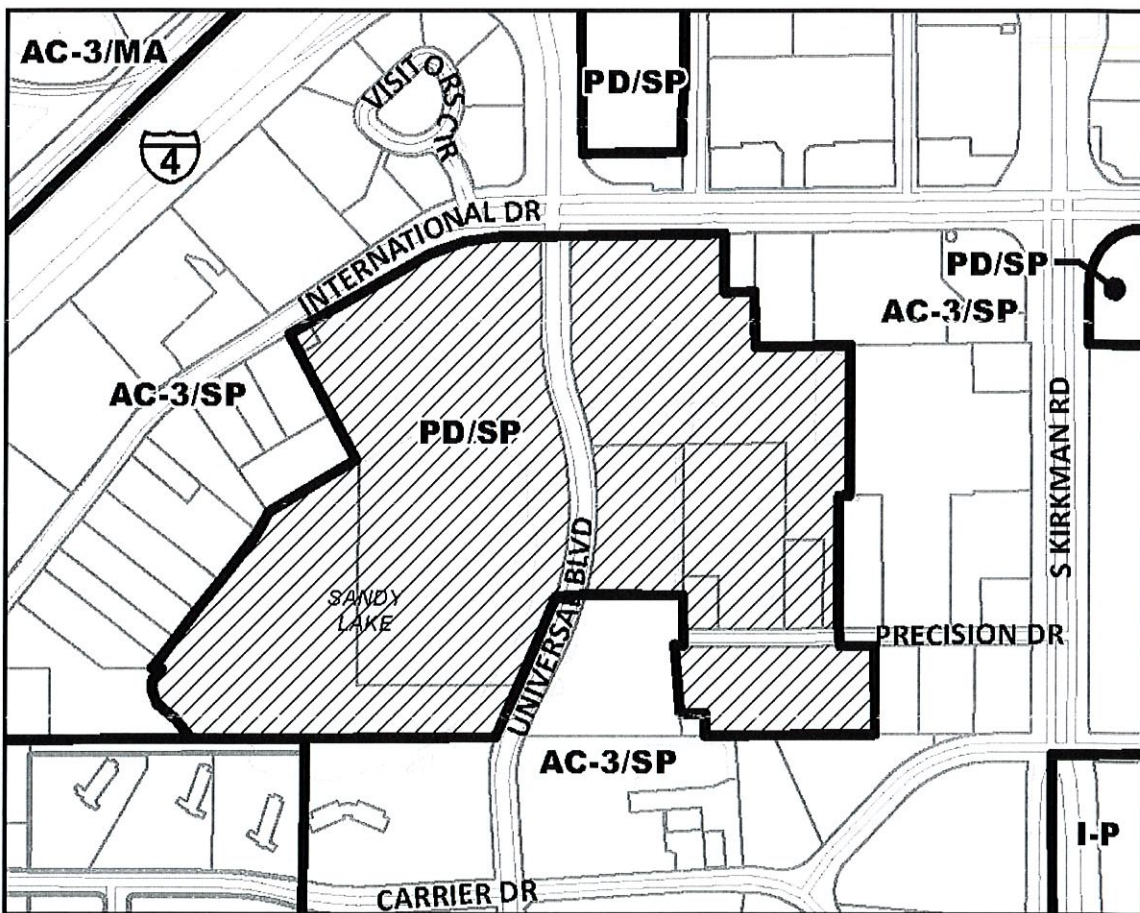 AC-3/MA
4
VISITORS CIR
PD/SP
INTERNATIONAL DR
PD/SP
AC-3/SP
AC-3/SP
PD/SP
S KIRKMAN RD
UNIVERSAL BLVD
SANDY
LAKE
PRECISION DR
AC-3/SP
I-P
CARRIER DR